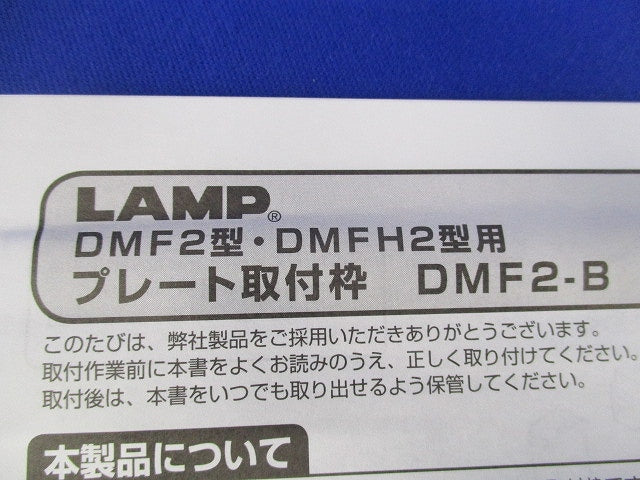 LAMP®
DMF2型・DMFH2型用
プレート取付枠 DMF2-B
このたびは、弊社製品をご採用いただきありがとうございます。
取付作業前に本書をよくお読みのうえ、正しく取り付けてください。
取付後は、本書をいつでも取り出せるよう保管してください。
本製品について